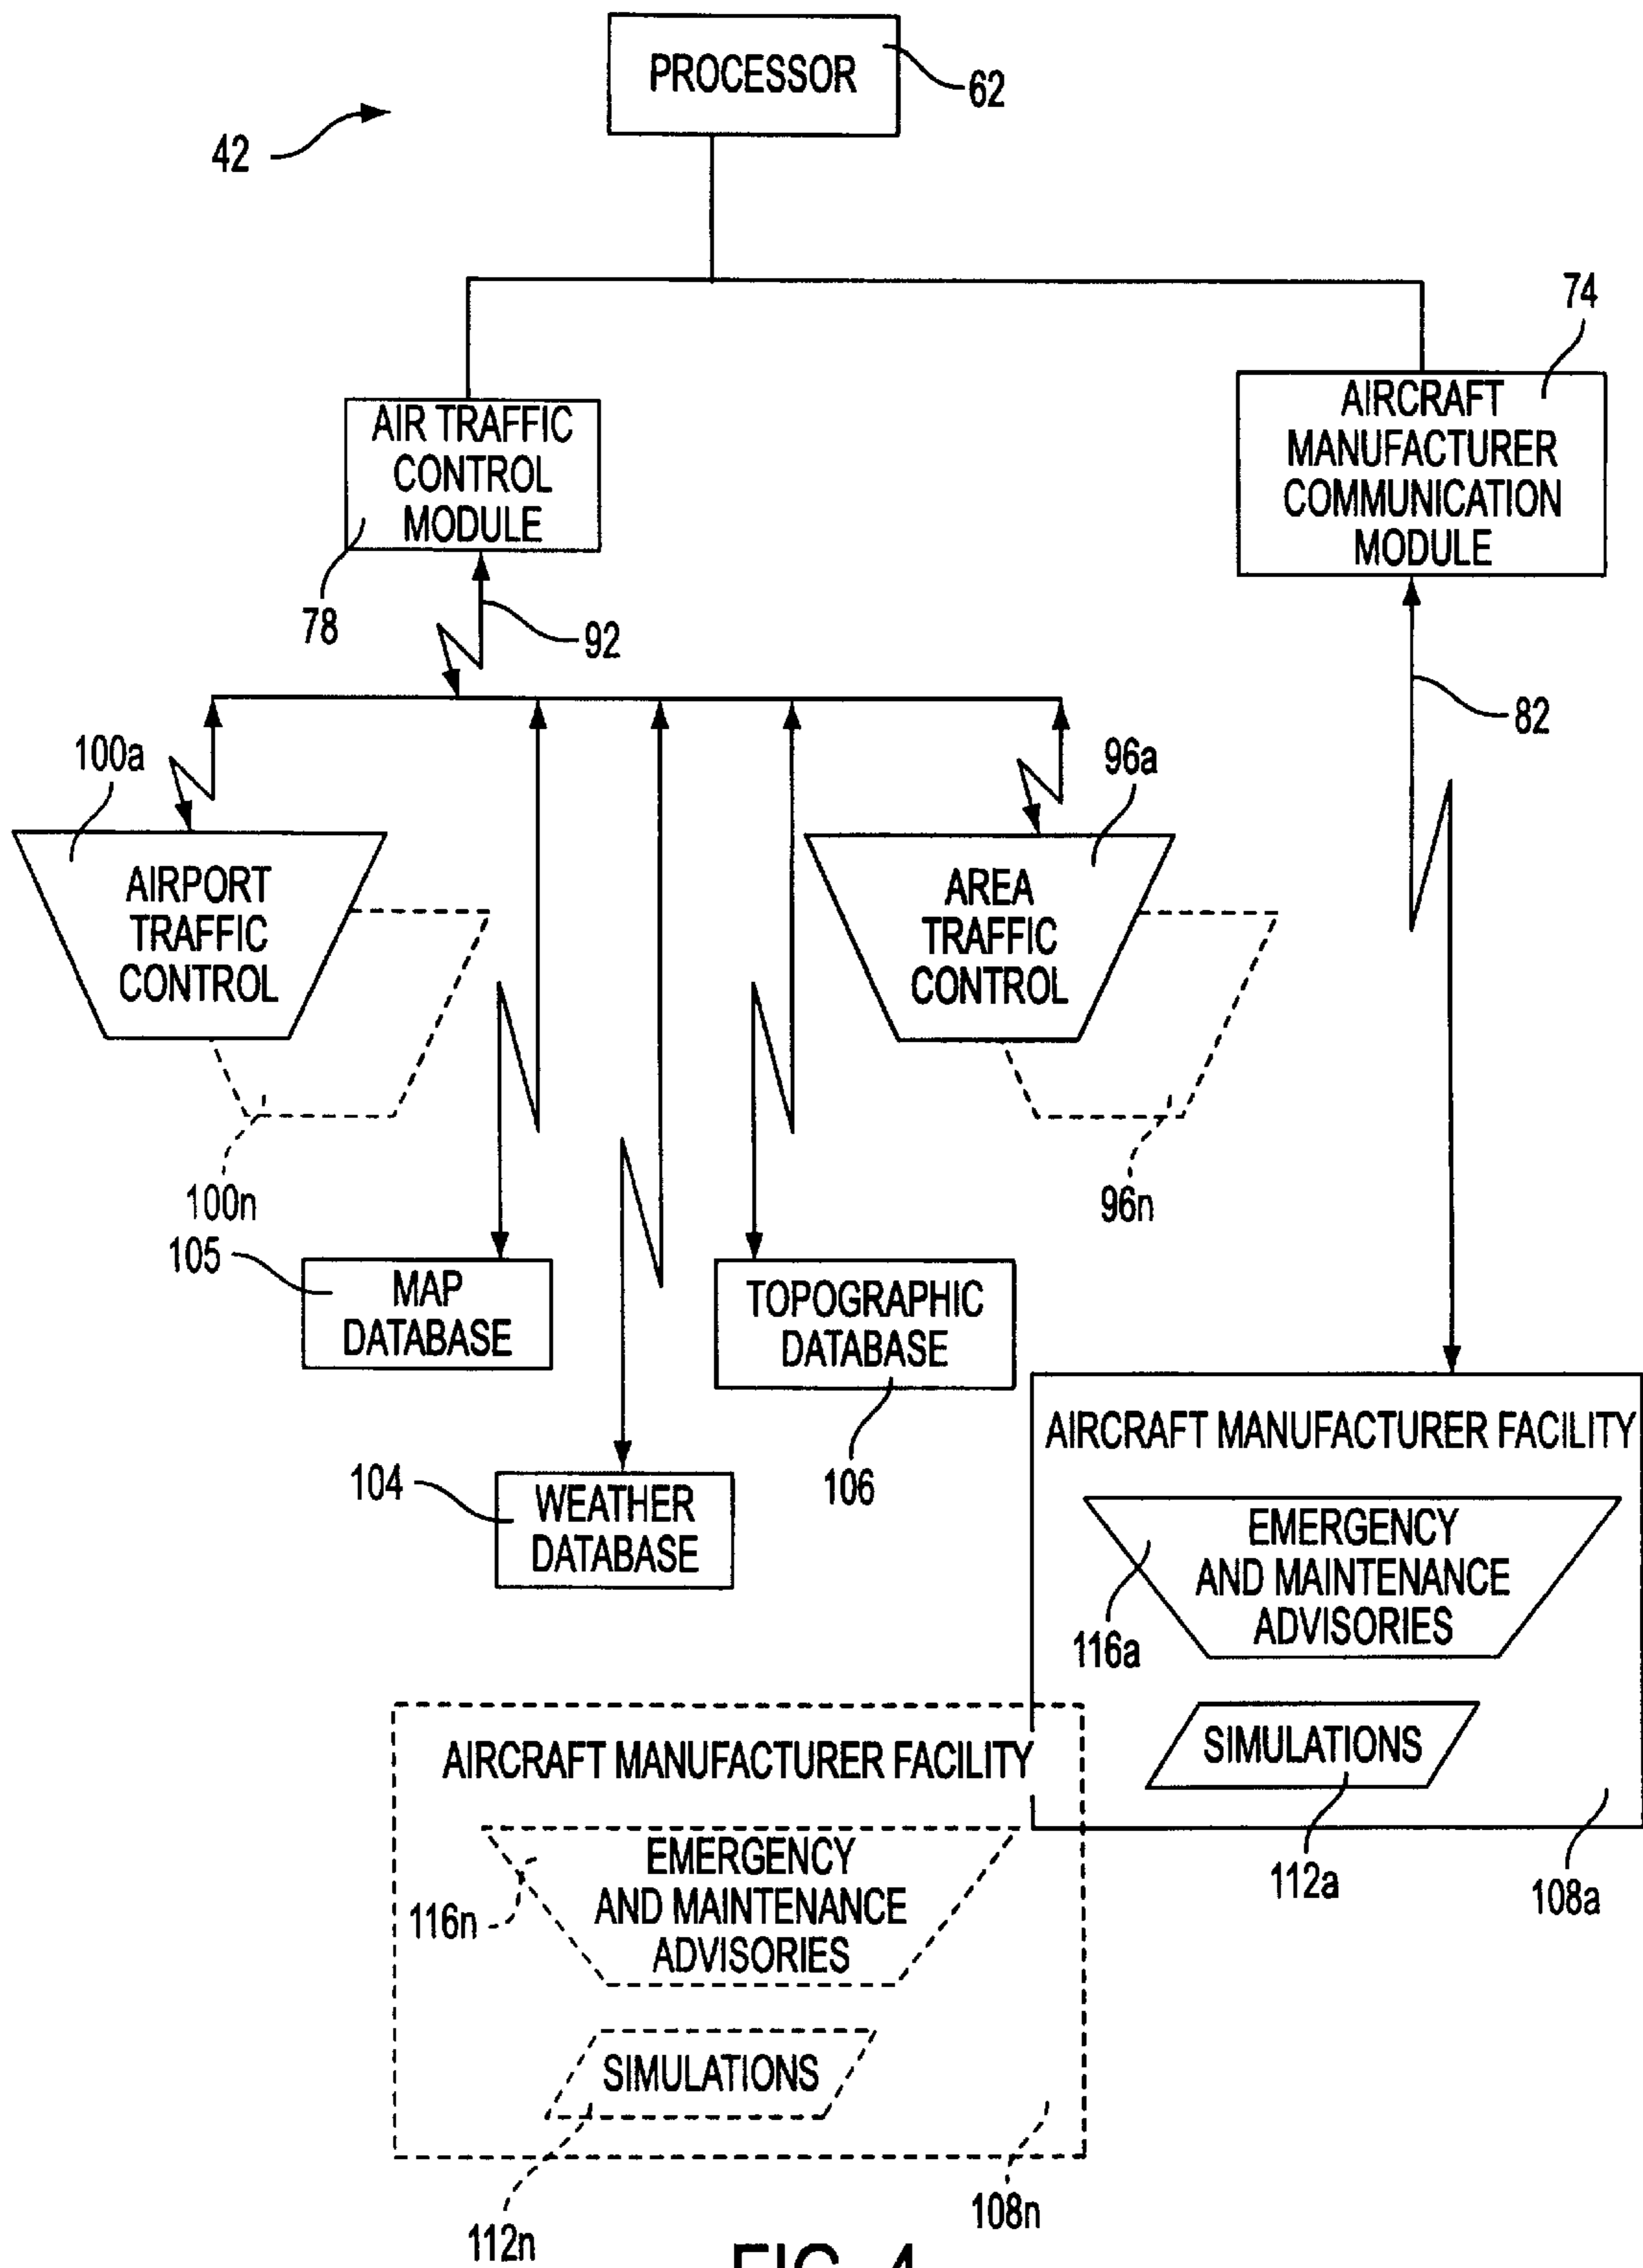 PROCESSOR
62
42
74
AIR TRAFFIC
CONTROL
MODULE
AIRCRAFT
MANUFACTURER
COMMUNICATION
MODULE
78
92
82
100a
96a
AIRPORT
TRAFFIC
CONTROL
AREA
TRAFFIC
CONTROL
100n
96n
105
MAP
DATABASE
TOPOGRAPHIC
DATABASE
106
104
WEATHER
DATABASE
AIRCRAFT MANUFACTURER FACILITY
EMERGENCY
AND MAINTENANCE
ADVISORIES
116a
SIMULATIONS
112a
108a
AIRCRAFT MANUFACTURER FACILITY
EMERGENCY
AND MAINTENANCE
ADVISORIES
116n
SIMULATIONS
112n
108n
FIG. 4